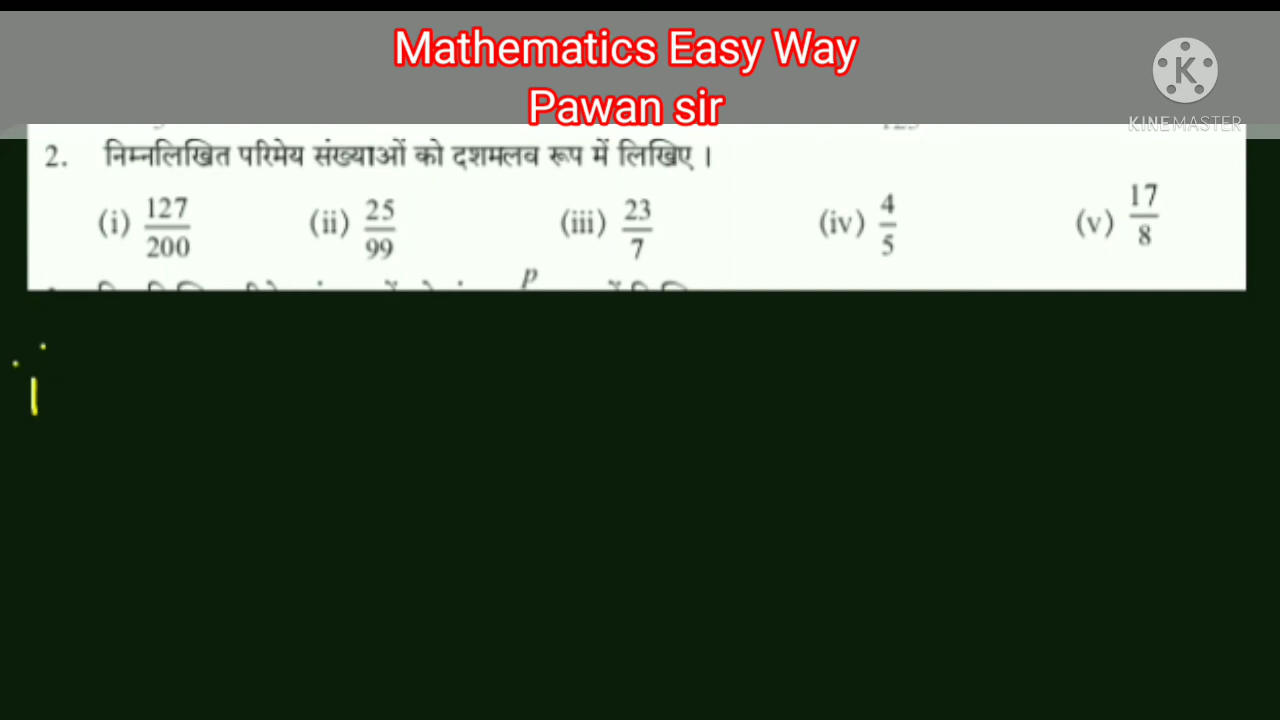 Mathematics Easy Way
Pawan sir
K
KINEMASTER
2. निम्नलिखित परिमेय संख्याओं को दशमलव रूप में लिखिए ।
(i) 127/200 (ii) 25/99 (iii) 23/7 (iv) 4/5 (v) 17/8
p